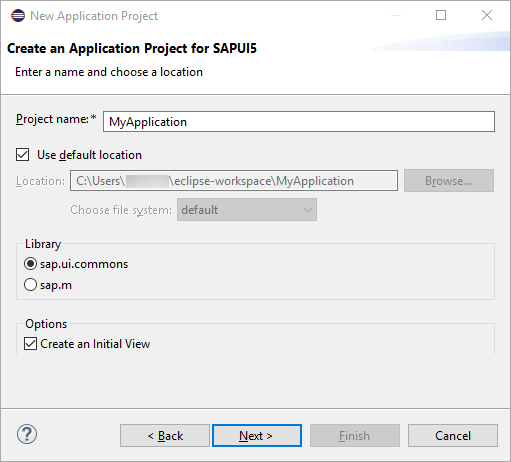 New Application Project
Create an Application Project for SAPUI5
Enter a name and choose a location
Project name:* MyApplication
Use default location
Location: C:\Users\ \eclipse-workspace\MyApplication Browse...
Choose file system: default
Library
sap.ui.commons
sap.m
Options
Create an Initial View
? < Back Next > Finish Cancel